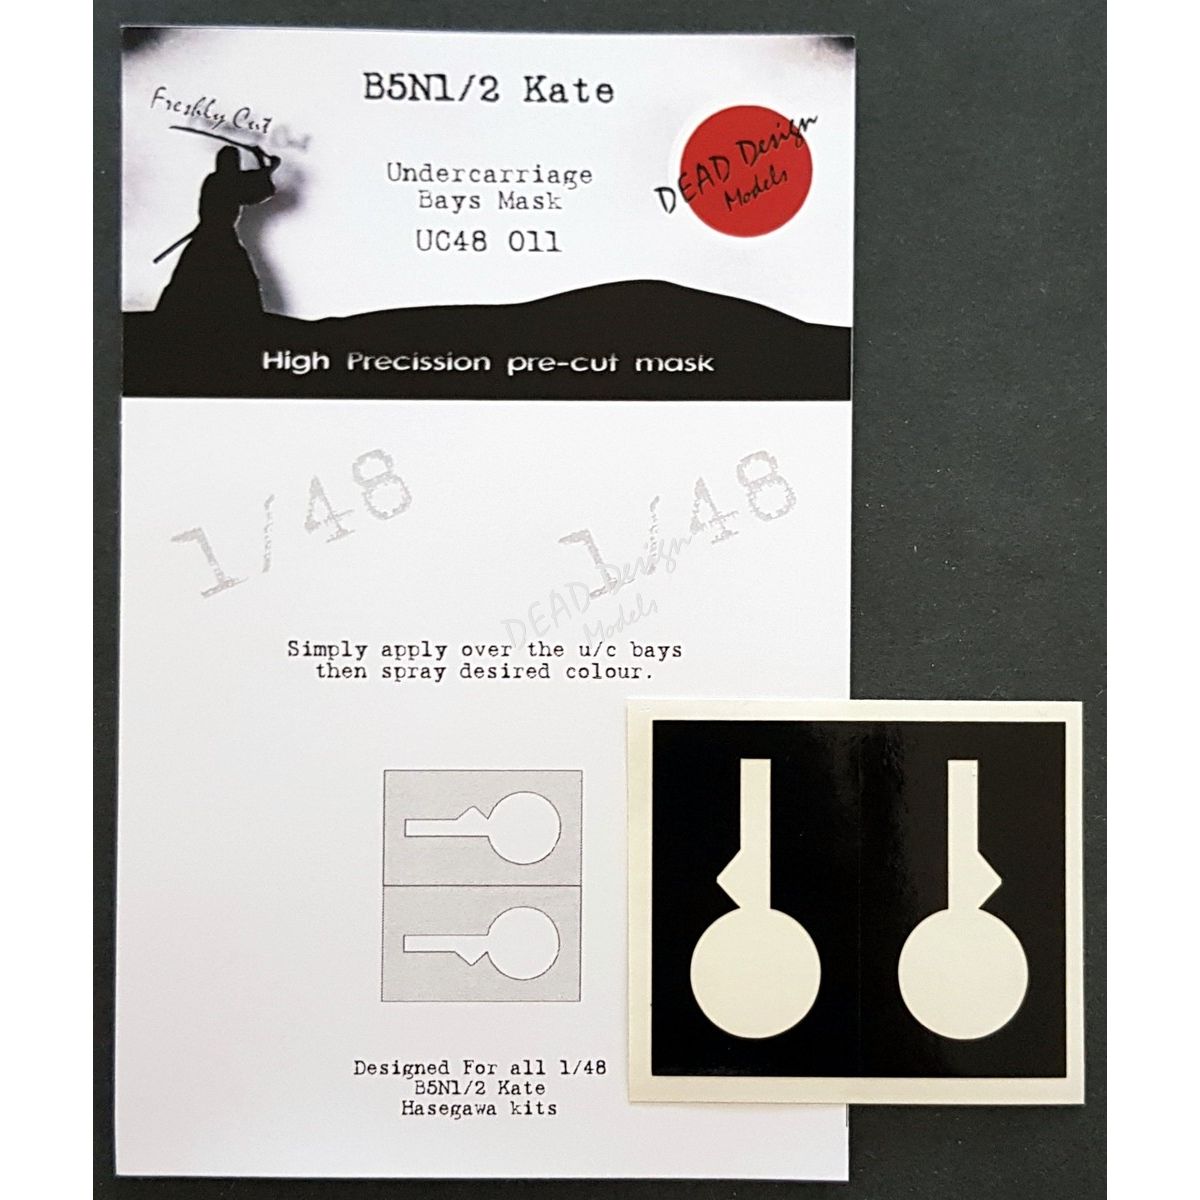 B5N1/2 Kate
Freshly Cut
Undercarriage
Bays Mask
UC48 011
DEAD Design
Models
High Precission pre-cut mask
1/48
1/48
DEAD Design
Models
Simply apply over the u/c bays
then spray desired colour.
Designed For all 1/48
B5N1/2 Kate
Hasegawa kits